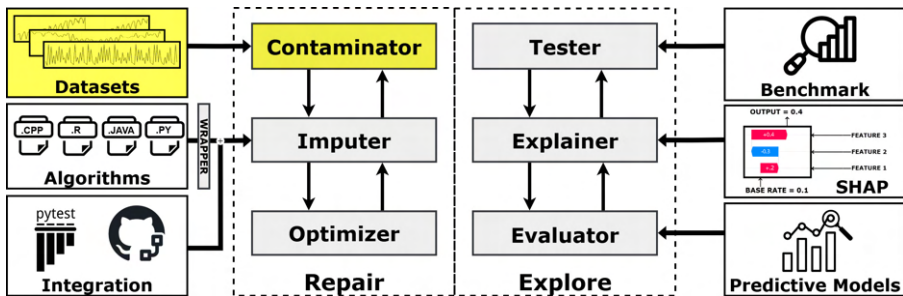 Datasets
.CPP
.R
.JAVA
.PY
Algorithms
WRAPPER
pytest
Integration
Contaminator
Imputer
Optimizer
Repair
Tester
Explainer
Evaluator
Explore
Benchmark
OUTPUT = 0.4
FEATURE 3
FEATURE 2
FEATURE 1
BASE RATE = 0.1
SHAP
Predictive Models